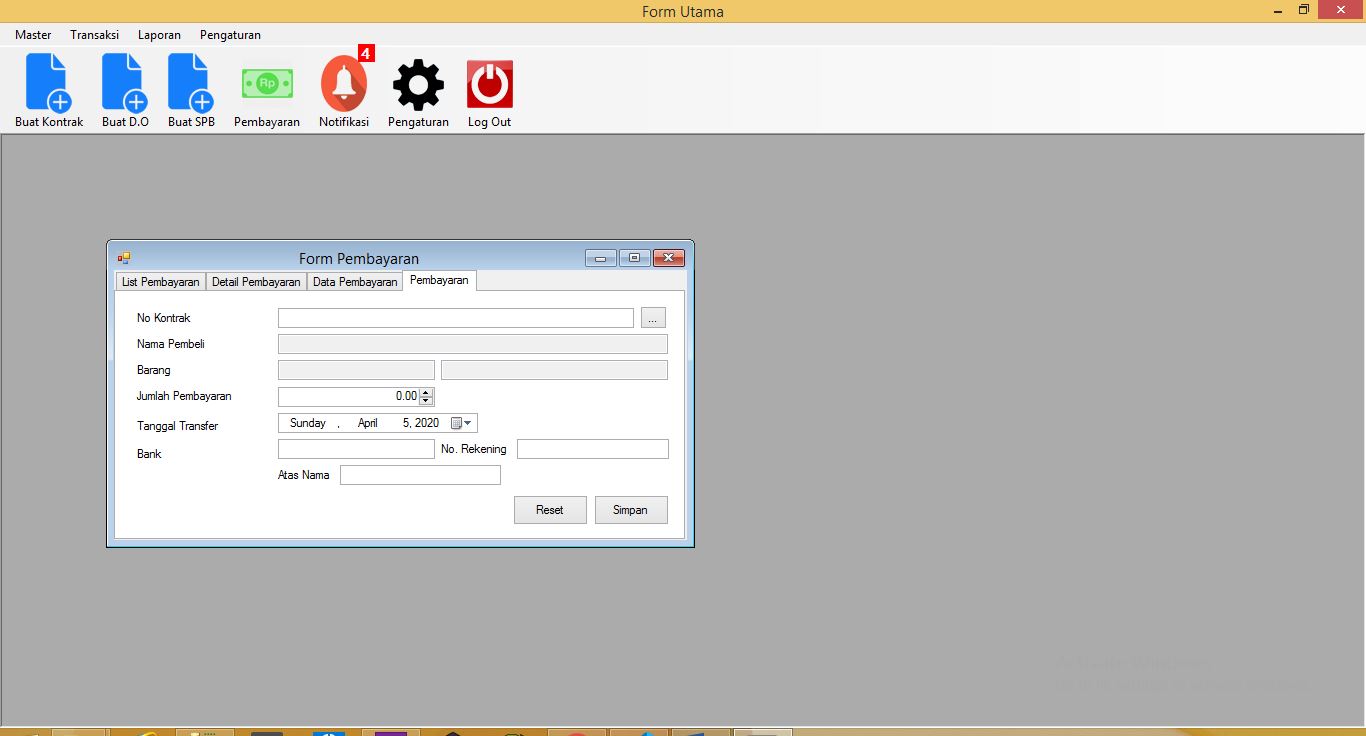 Form Utama
Master Transaksi Laporan Pengaturan
4
Rp
Buat Kontrak Buat D.O Buat SPB Pembayaran Notifikasi Pengaturan Log Out
Form Pembayaran
List Pembayaran Detail Pembayaran Data Pembayaran Pembayaran
No Kontrak ...
Nama Pembeli
Barang
Jumlah Pembayaran 0.00
Tanggal Transfer Sunday , April 5, 2020
Bank No. Rekening
Atas Nama
Reset Simpan